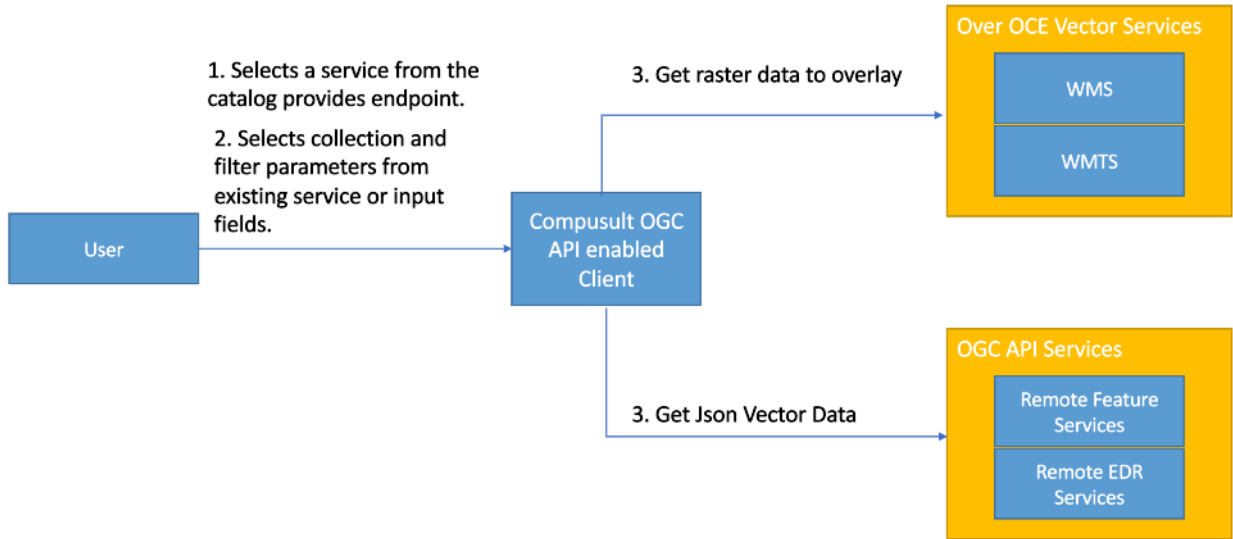 1. Selects a service from the
catalog provides endpoint.
2. Selects collection and
filter parameters from
existing service or input
fields.
User
Compusult OGC
API enabled
Client
3. Get raster data to overlay
Over OCE Vector Services
WMS
WMTS
3. Get Json Vector Data
OGC API Services
Remote Feature
Services
Remote EDR
Services